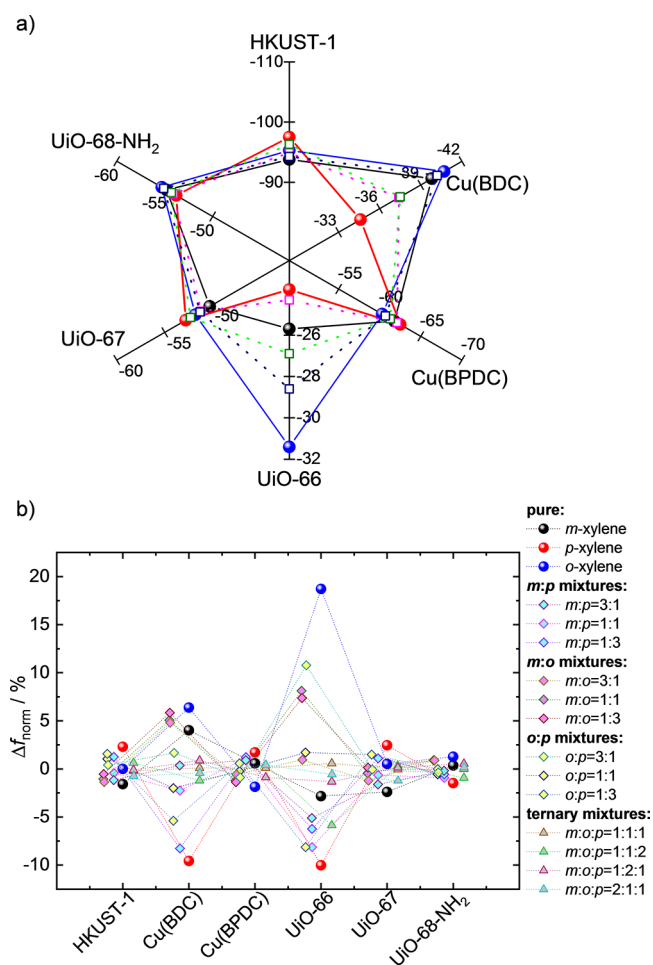 a)
HKUST-1
-110
-100
-90
UiO-68-NH₂
-60
-55
-50
-42
-39
-36
-33
Cu(BDC)
-55
-60
-65
-70
Cu(BPDC)
-50
-55
-60
UiO-67
-26
-28
-30
-32
UiO-66
b)
Δf_norm / %
20
15
10
5
0
-5
-10
HKUST-1
Cu(BDC)
Cu(BPDC)
UiO-66
UiO-67
UiO-68-NH₂
pure:
m-xylene
p-xylene
o-xylene
m:p mixtures:
m:p=3:1
m:p=1:1
m:p=1:3
m:o mixtures:
m:o=3:1
m:o=1:1
m:o=1:3
o:p mixtures:
o:p=3:1
o:p=1:1
o:p=1:3
ternary mixtures:
m:o:p=1:1:1
m:o:p=1:1:2
m:o:p=1:2:1
m:o:p=2:1:1